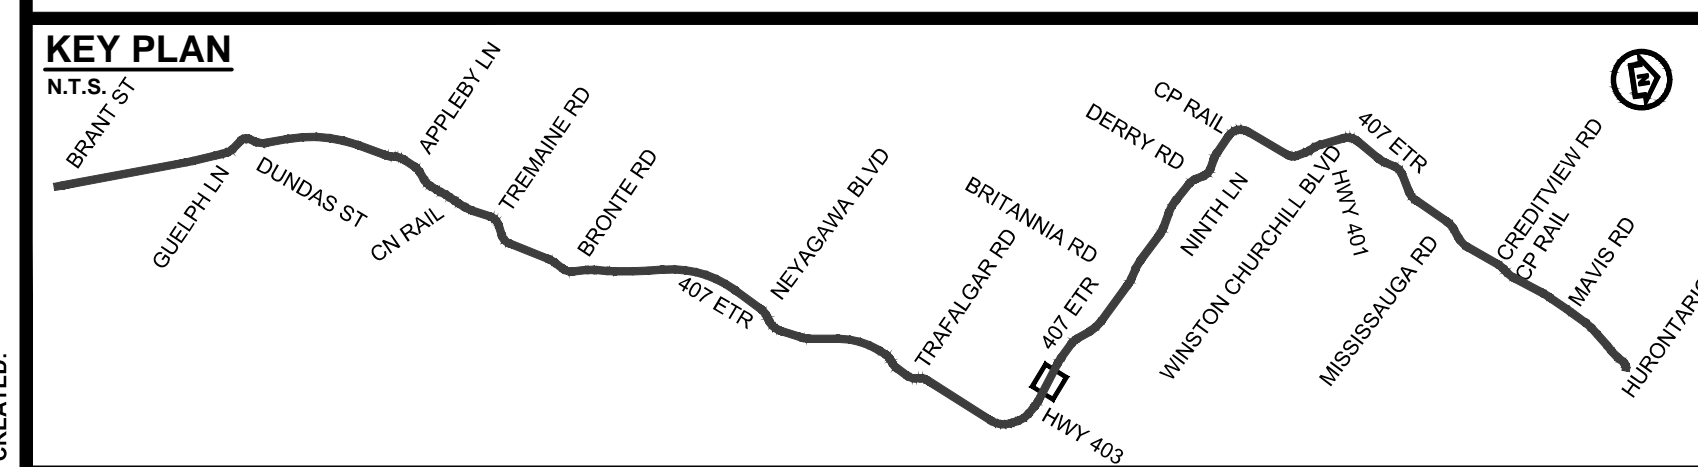 KEY PLAN
N.T.S.
BRANT ST
GUELPH LN
DUNDAS ST
APPLEBY LN
CN RAIL
TREMAINE RD
BRONTE RD
407 ETR
NEYAGAWA BLVD
TRAFALGAR RD
BRITANNIA RD
407 ETR
HWY 403
DERRY RD
CP RAIL
NINTH LN
WINSTON CHURCHILL BLVD
HWY 401
407 ETR
MISSISSAUGA RD
CREDITVIEW RD
CP RAIL
MAVIS RD
N
CREATED: